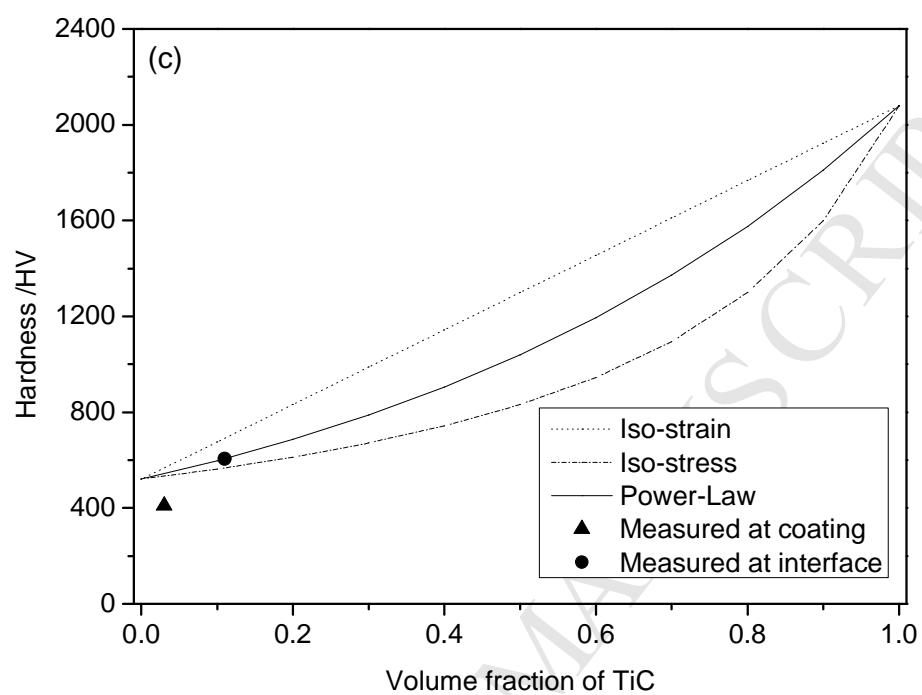 (c)
2400
2000
1600
1200
800
400
0
Hardness /HV
0.0 0.2 0.4 0.6 0.8 1.0
Volume fraction of TiC
Iso-strain
Iso-stress
Power-Law
Measured at coating
Measured at interface
MANUSCRIP